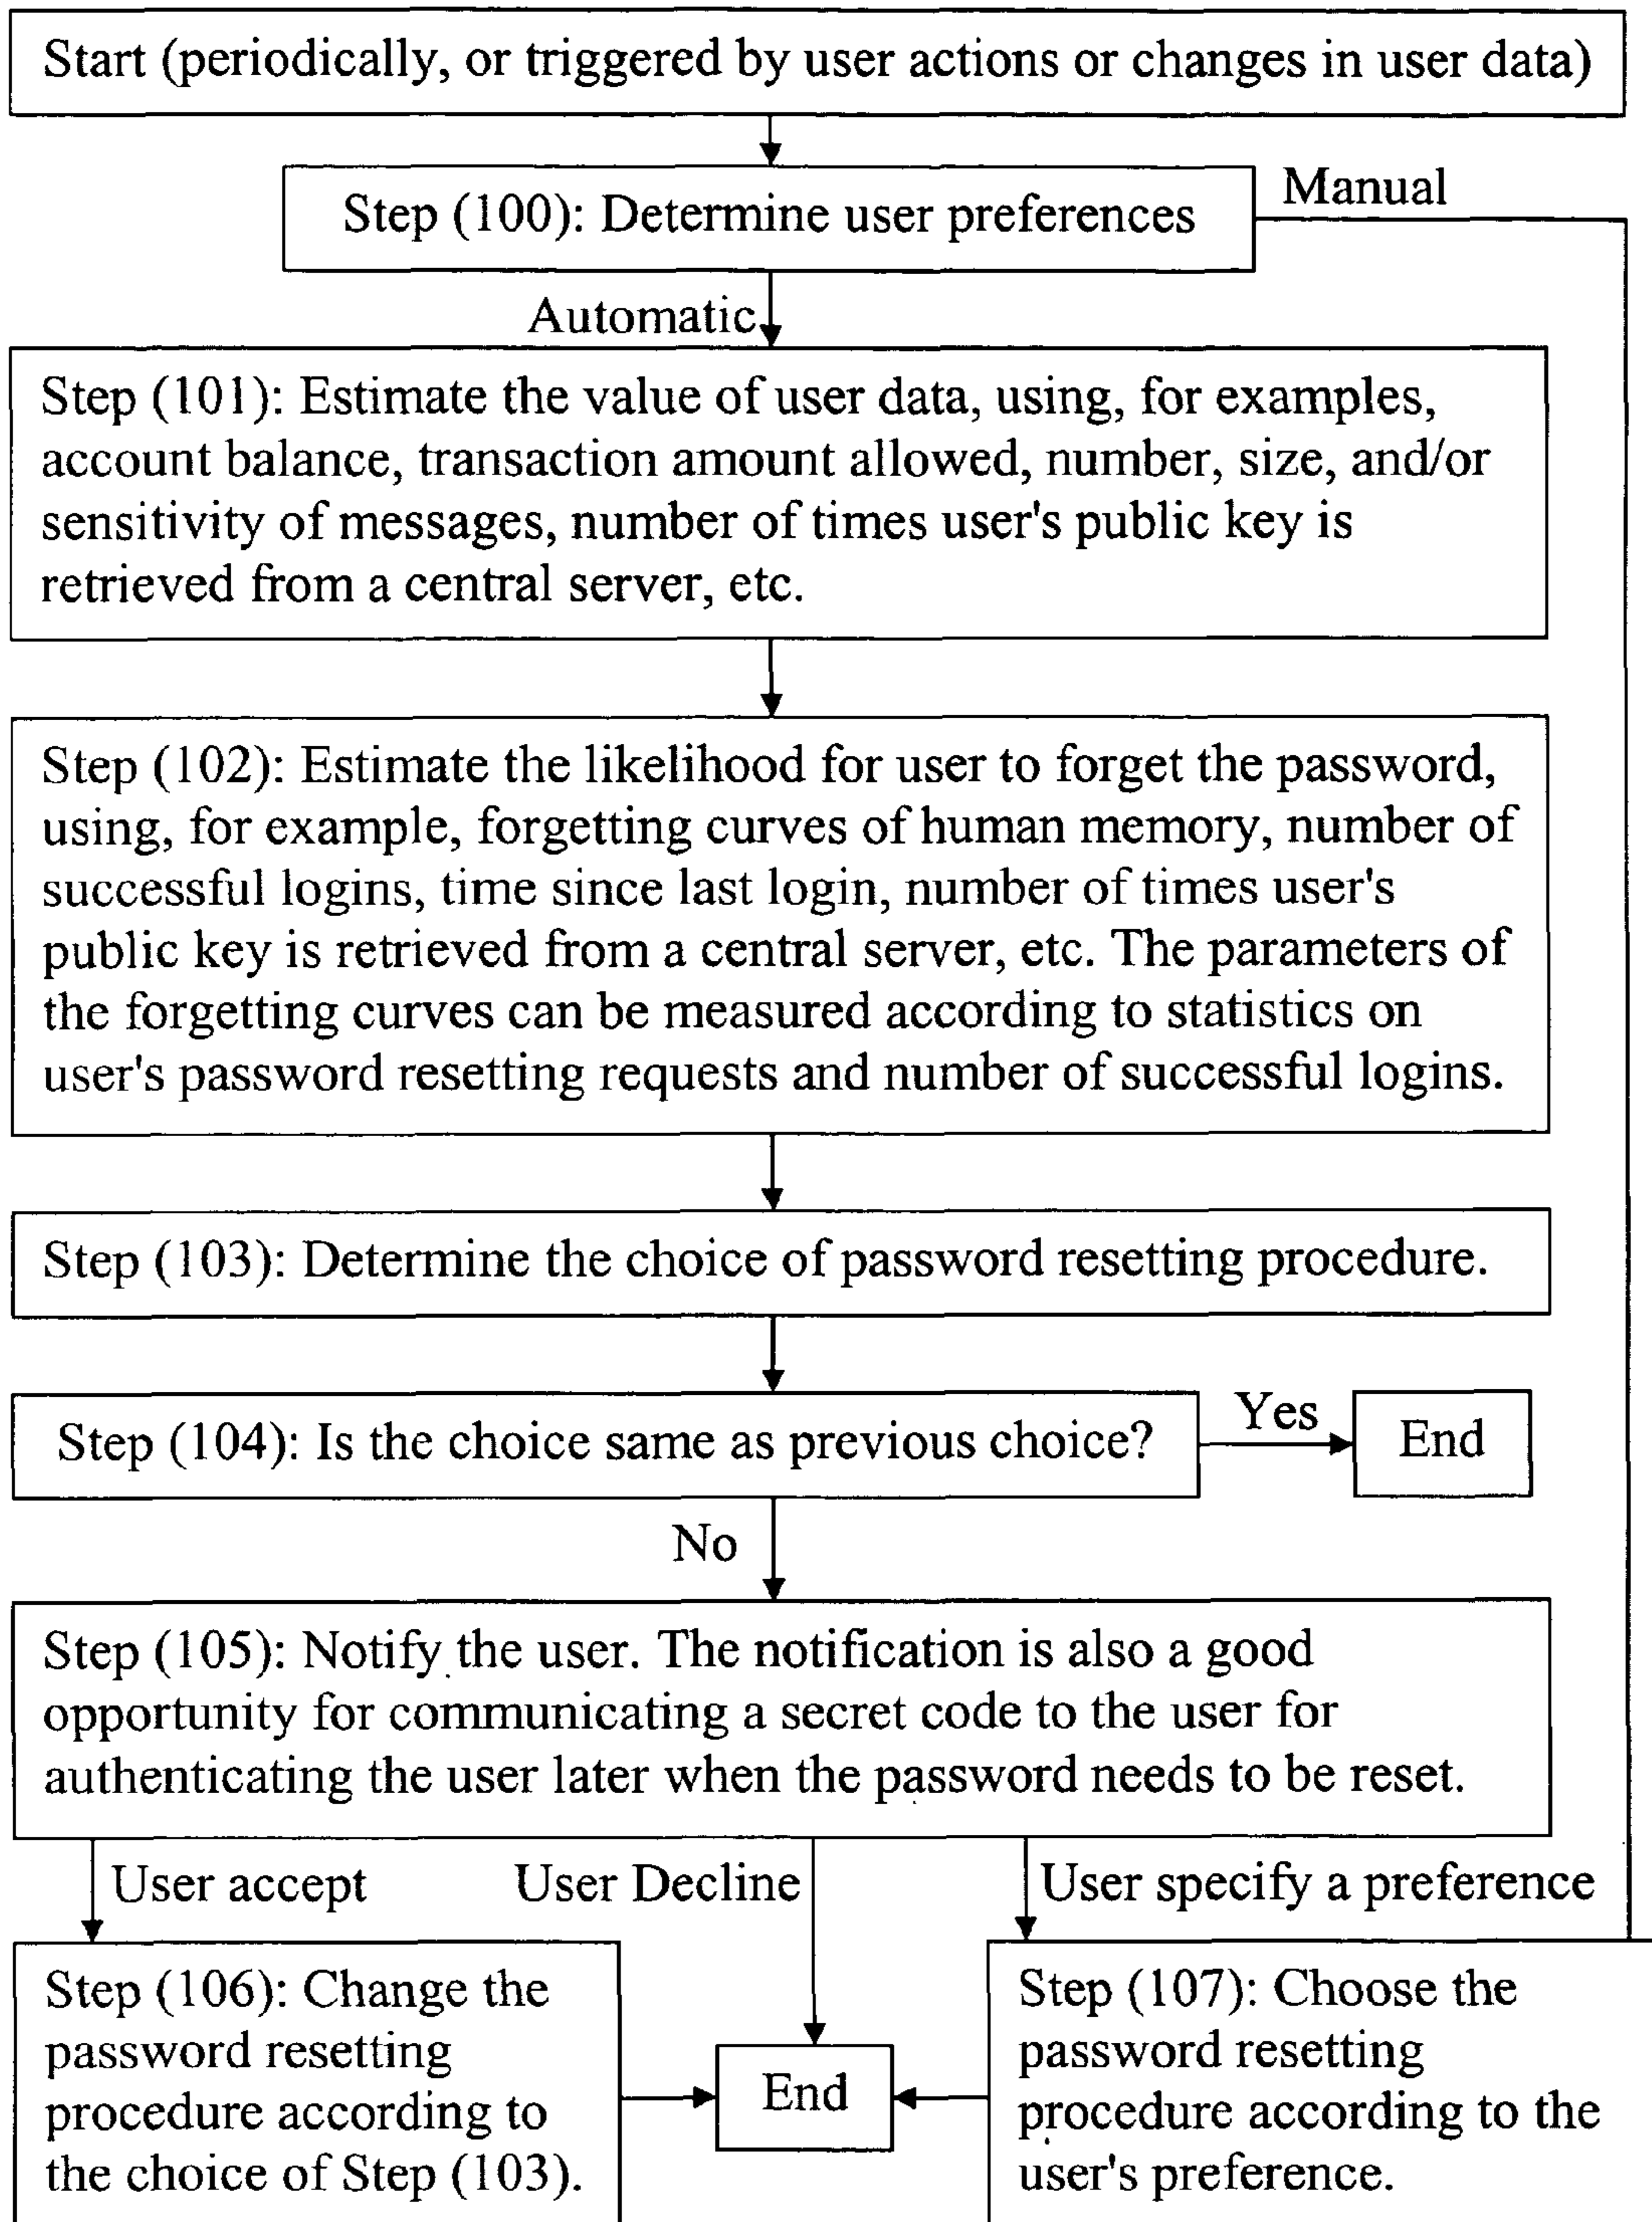 Start (periodically, or triggered by user actions or changes in user data)
Step (100): Determine user preferences
Manual
Automatic
Step (101): Estimate the value of user data, using, for examples,
account balance, transaction amount allowed, number, size, and/or
sensitivity of messages, number of times user's public key is
retrieved from a central server, etc.
Step (102): Estimate the likelihood for user to forget the password,
using, for example, forgetting curves of human memory, number of
successful logins, time since last login, number of times user's
public key is retrieved from a central server, etc. The parameters of
the forgetting curves can be measured according to statistics on
user's password resetting requests and number of successful logins.
Step (103): Determine the choice of password resetting procedure.
Step (104): Is the choice same as previous choice?
Yes
End
No
Step (105): Notify the user. The notification is also a good
opportunity for communicating a secret code to the user for
authenticating the user later when the password needs to be reset.
User accept
User Decline
User specify a preference
Step (106): Change the
password resetting
procedure according to
the choice of Step (103).
End
Step (107): Choose the
password resetting
procedure according to the
user's preference.